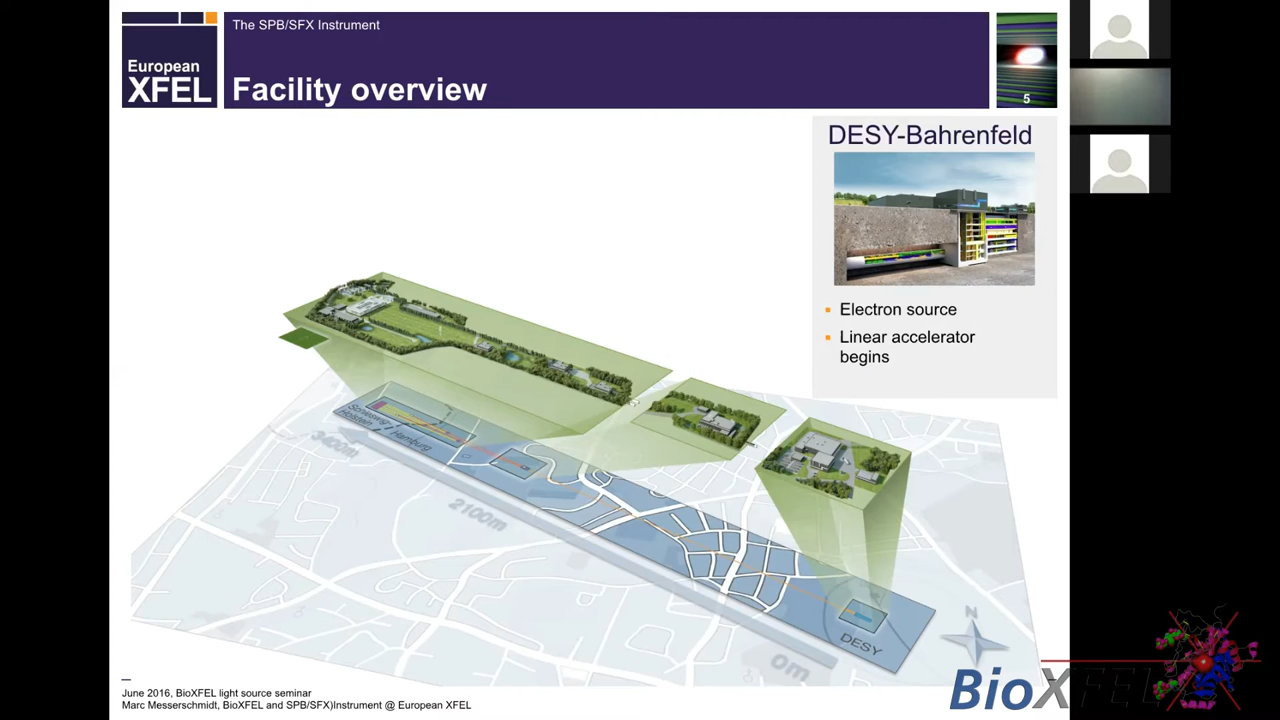 The SPB/SFX Instrument
European
XFEL
Facility overview
5
DESY-Bahrenfeld
Electron source
Linear accelerator
begins
Schleswig-
Holstein / Hamburg
3400m
2100m
0m
DESY
N
June 2016, BioXFEL light source seminar
Marc Messerschmidt, BioXFEL and SPB/SFX)Instrument @ European XFEL
BioXFEL